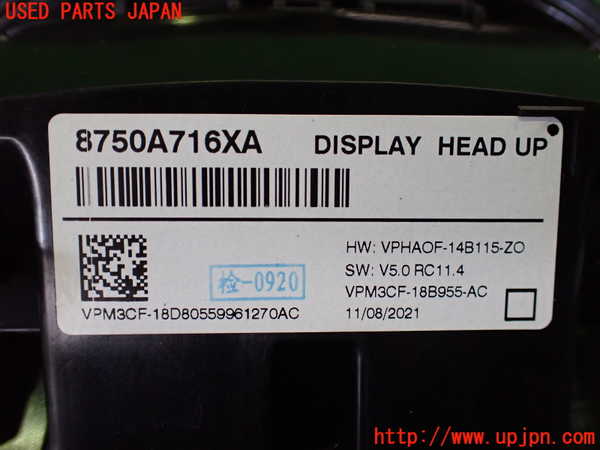 USED PARTS JAPAN
8750A716XA DISPLAY HEAD UP
HW: VPHAOF-14B115-ZO
SW: V5.0 RC11.4
検-0920
VPM3CF-18B955-AC
VPM3CF-18D80559961270AC
11/08/2021
http://www.upjpn.com/